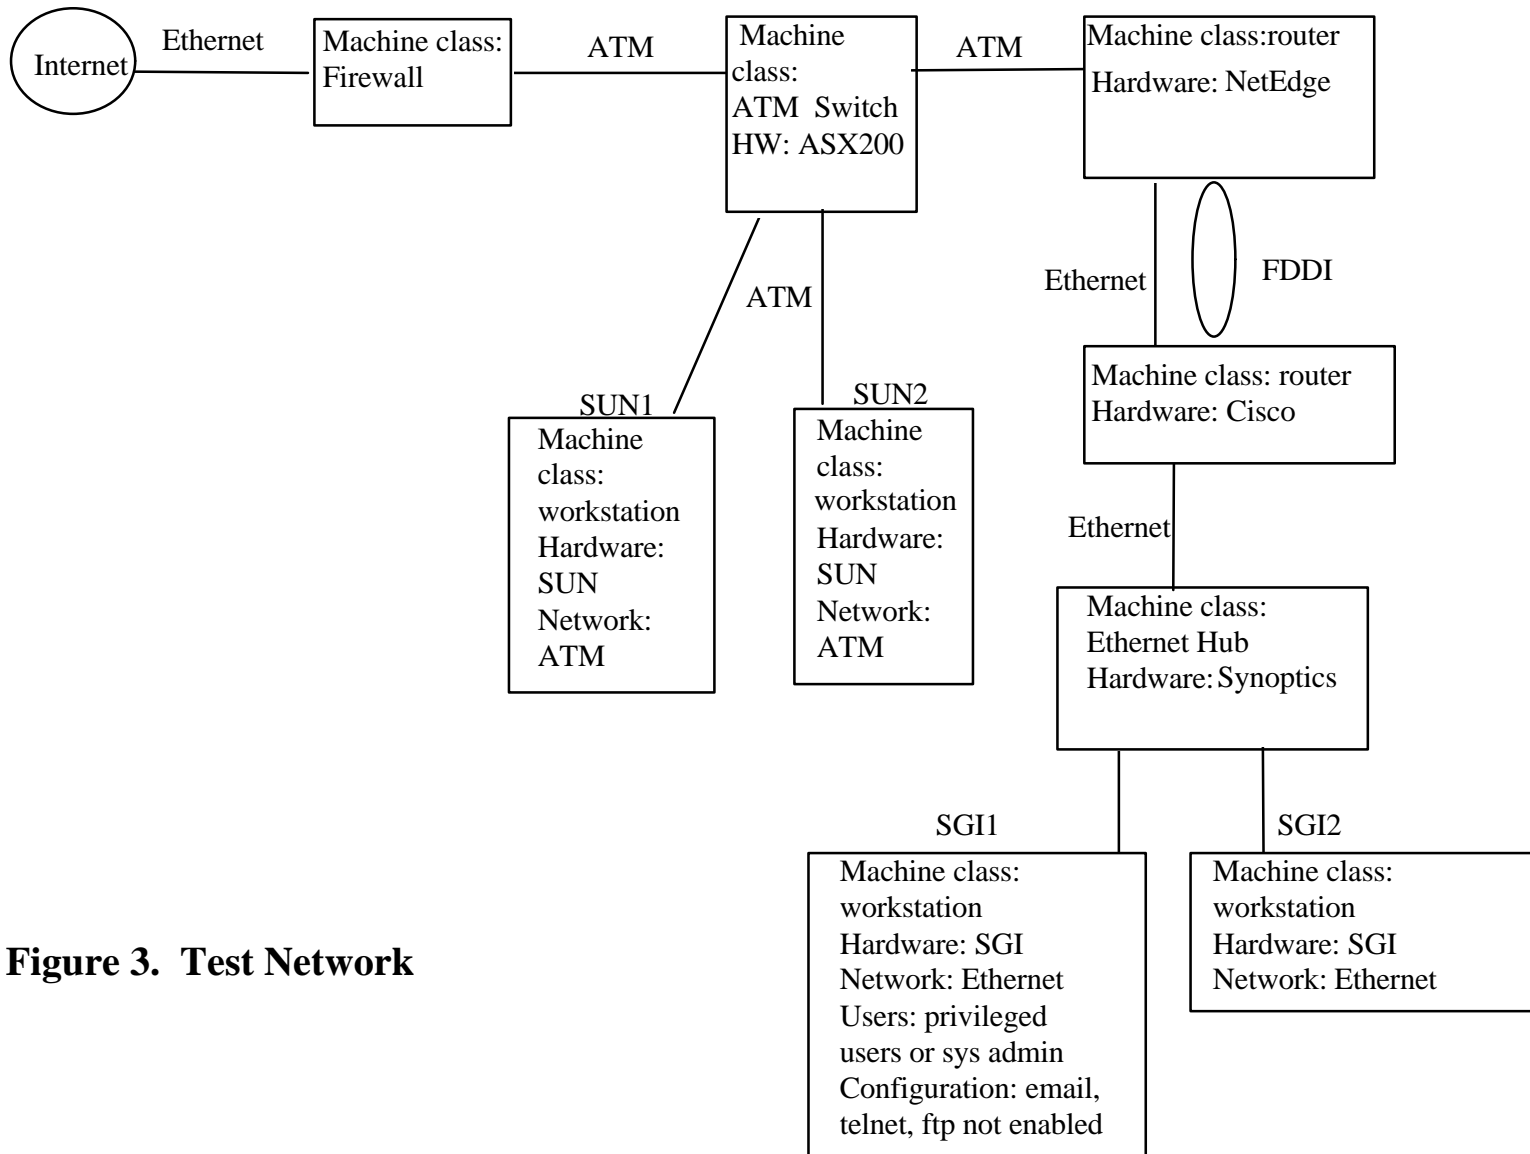 Internet
Ethernet
Machine class:
Firewall
ATM
Machine
class:
ATM Switch
HW: ASX200
ATM
Machine class:router
Hardware: NetEdge
Ethernet
FDDI
ATM
Machine class: router
Hardware: Cisco
SUN1
Machine
class:
workstation
Hardware:
SUN
Network:
ATM
SUN2
Machine
class:
workstation
Hardware:
SUN
Network:
ATM
Ethernet
Machine class:
Ethernet Hub
Hardware: Synoptics
SGI1
Machine class:
workstation
Hardware: SGI
Network: Ethernet
Users: privileged
users or sys admin
Configuration: email,
telnet, ftp not enabled
SGI2
Machine class:
workstation
Hardware: SGI
Network: Ethernet
Figure 3. Test Network